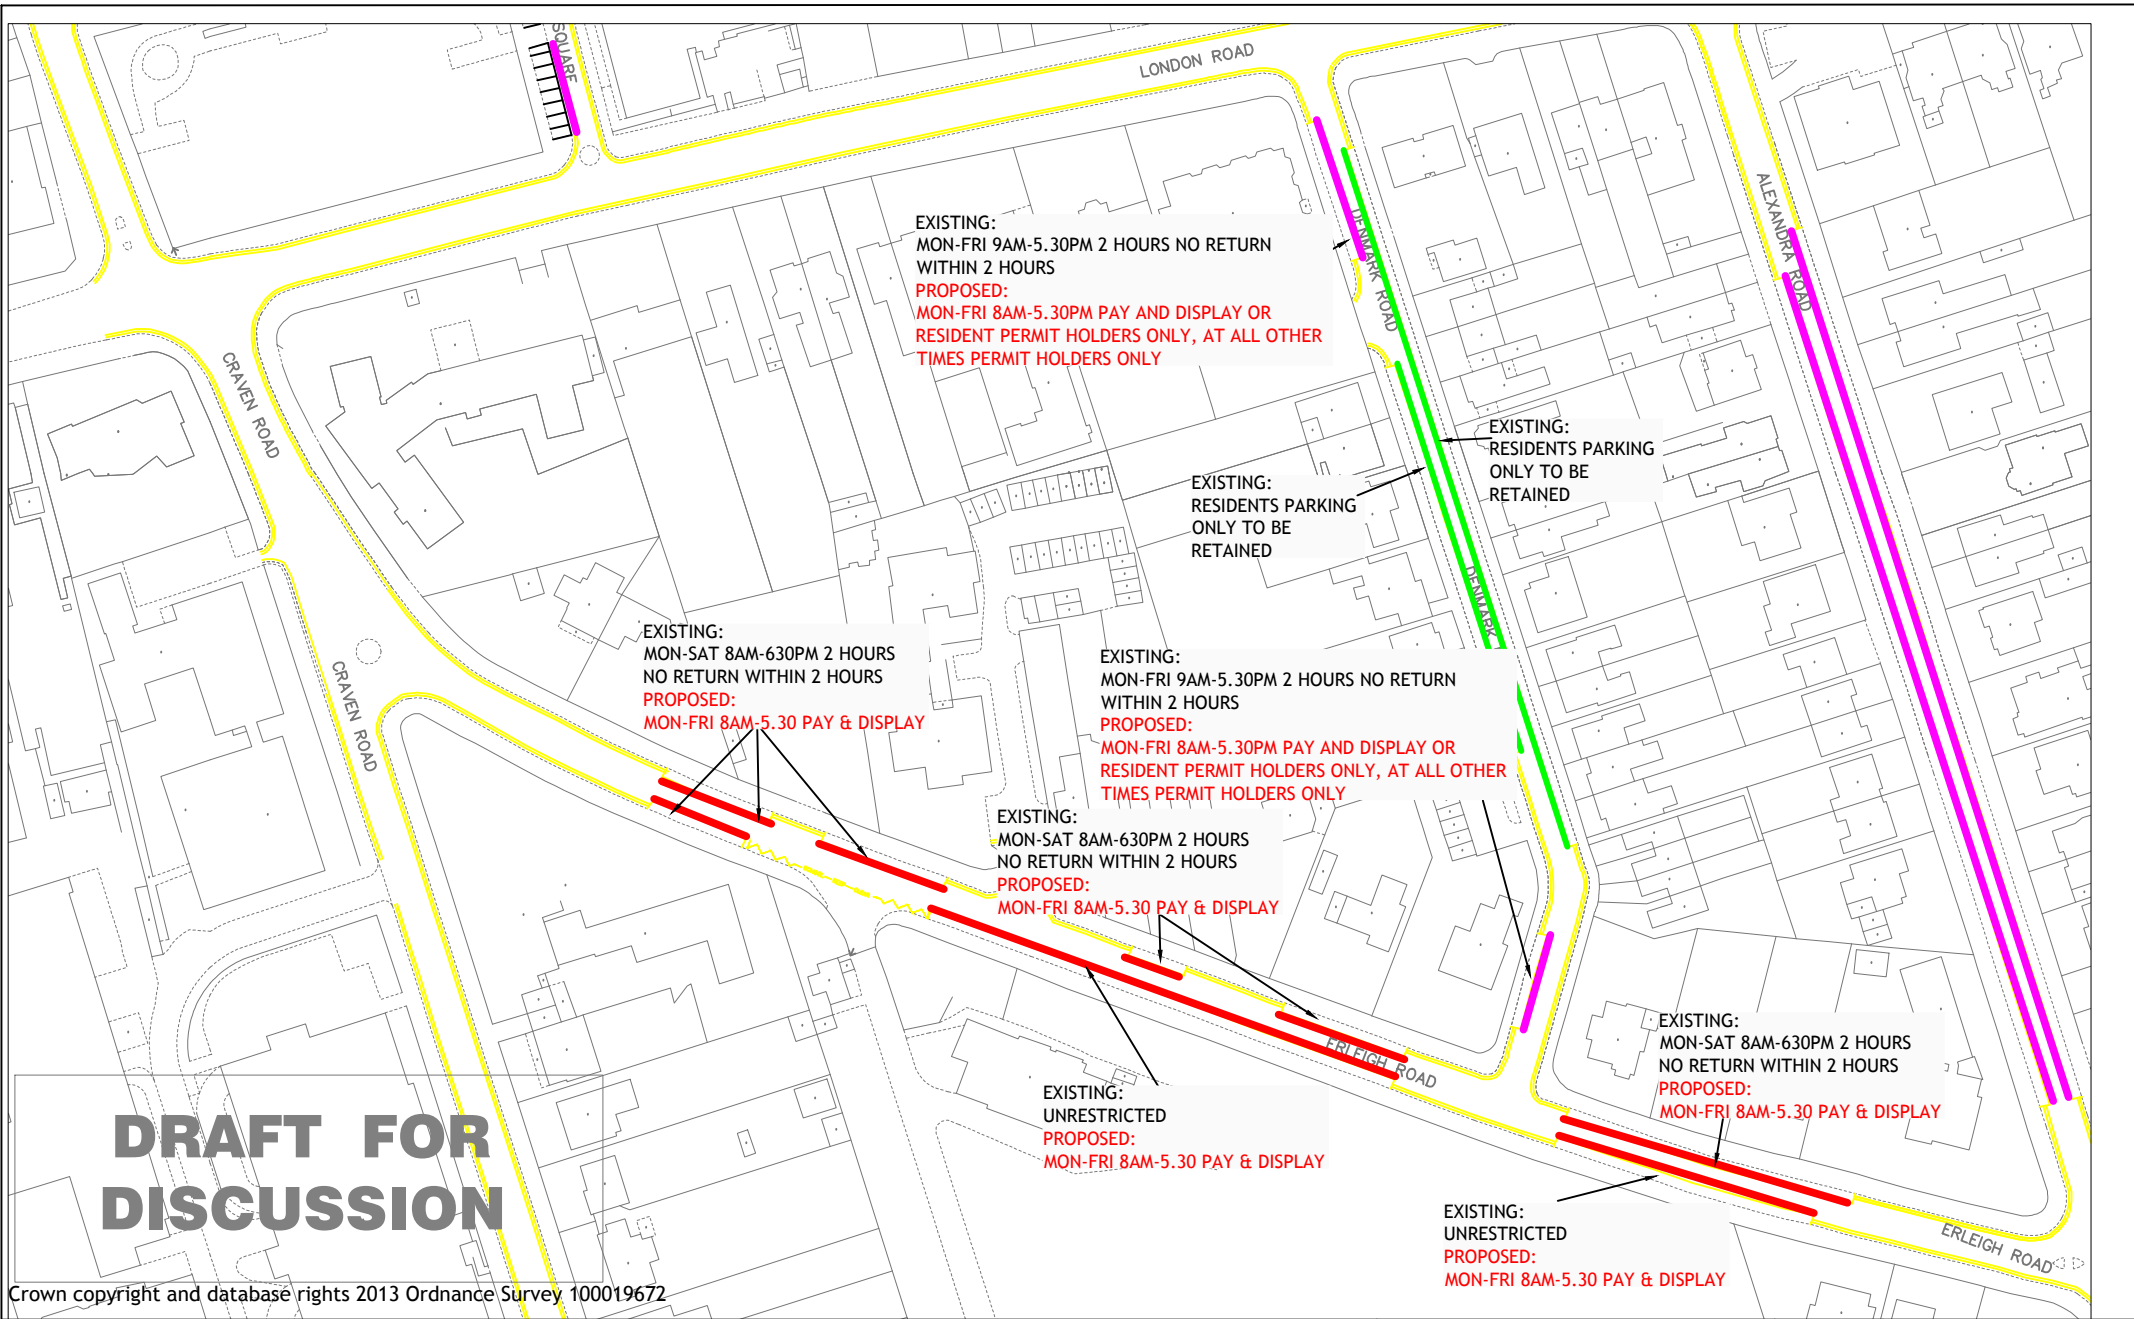 SQUARE
LONDON ROAD
ALEXANDRA ROAD
DENMARK ROAD
EXISTING:
MON-FRI 9AM-5.30PM 2 HOURS NO RETURN
WITHIN 2 HOURS
PROPOSED:
MON-FRI 8AM-5.30PM PAY AND DISPLAY OR
RESIDENT PERMIT HOLDERS ONLY, AT ALL OTHER
TIMES PERMIT HOLDERS ONLY
CRAVEN ROAD
EXISTING:
RESIDENTS PARKING
ONLY TO BE
RETAINED
EXISTING:
RESIDENTS PARKING
ONLY TO BE
RETAINED
DENMARK
CRAVEN ROAD
EXISTING:
MON-SAT 8AM-630PM 2 HOURS
NO RETURN WITHIN 2 HOURS
PROPOSED:
MON-FRI 8AM-5.30 PAY & DISPLAY
EXISTING:
MON-FRI 9AM-5.30PM 2 HOURS NO RETURN
WITHIN 2 HOURS
PROPOSED:
MON-FRI 8AM-5.30PM PAY AND DISPLAY OR
RESIDENT PERMIT HOLDERS ONLY, AT ALL OTHER
TIMES PERMIT HOLDERS ONLY
EXISTING:
MON-SAT 8AM-630PM 2 HOURS
NO RETURN WITHIN 2 HOURS
PROPOSED:
MON-FRI 8AM-5.30 PAY & DISPLAY
ERLEIGH ROAD
EXISTING:
MON-SAT 8AM-630PM 2 HOURS
NO RETURN WITHIN 2 HOURS
PROPOSED:
MON-FRI 8AM-5.30 PAY & DISPLAY
EXISTING:
UNRESTRICTED
PROPOSED:
MON-FRI 8AM-5.30 PAY & DISPLAY
EXISTING:
UNRESTRICTED
PROPOSED:
MON-FRI 8AM-5.30 PAY & DISPLAY
ERLEIGH ROAD
DRAFT FOR
DISCUSSION
Crown copyright and database rights 2013 Ordnance Survey 100019672